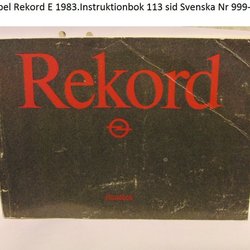 pel Rekord E 1983.Instruktionbok 113 sid Svenska Nr 999-
Rekord